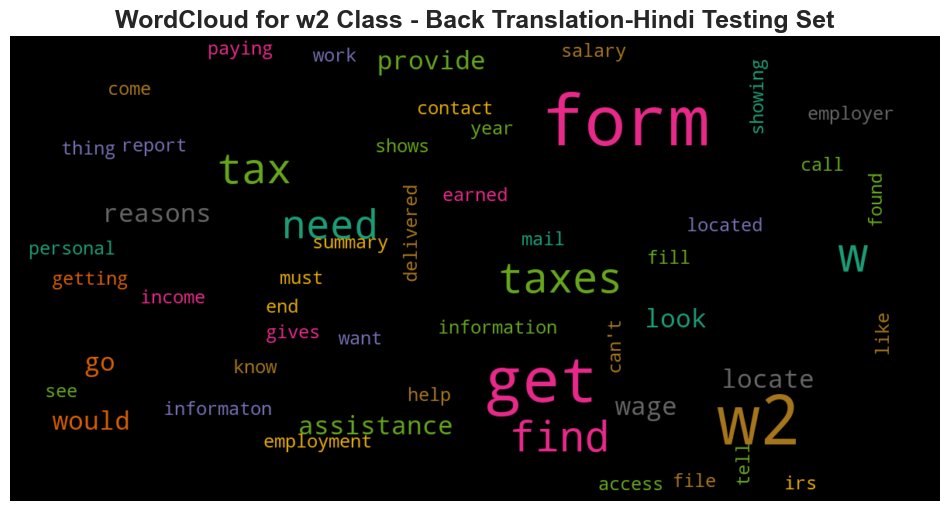 WordCloud for w2 Class - Back Translation-Hindi Testing Set
paying
work
provide
salary
come
contact
year
form
showing
employer
thing
report
shows
tax
call
found
reasons
earned
need
delivered
located
personal
summary
mail
fill
w
getting
must
taxes
income
end
look
gives
want
information
can't
like
go
know
get
locate
see
help
wage
w2
would
informaton
assistance
find
employment
tell
access
file
irs